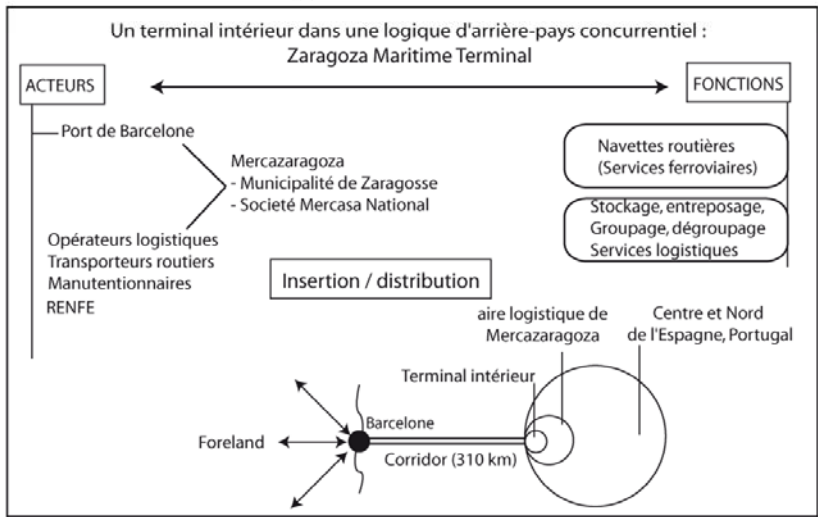 Un terminal intérieur dans une logique d'arrière-pays concurrentiel :
Zaragoza Maritime Terminal
ACTEURS
FONCTIONS
Port de Barcelone
Mercazaragoza
- Municipalité de Zaragosse
- Societé Mercasa National
Opérateurs logistiques
Transporteurs routiers
Manutentionnaires
RENFE
Navettes routières
(Services ferroviaires)
Stockage, entreposage,
Groupage, dégroupage
Services logistiques
Insertion / distribution
aire logistique de
Mercazaragoza
Centre et Nord
de l'Espagne, Portugal
Terminal intérieur
Barcelone
Foreland
Corridor (310 km)